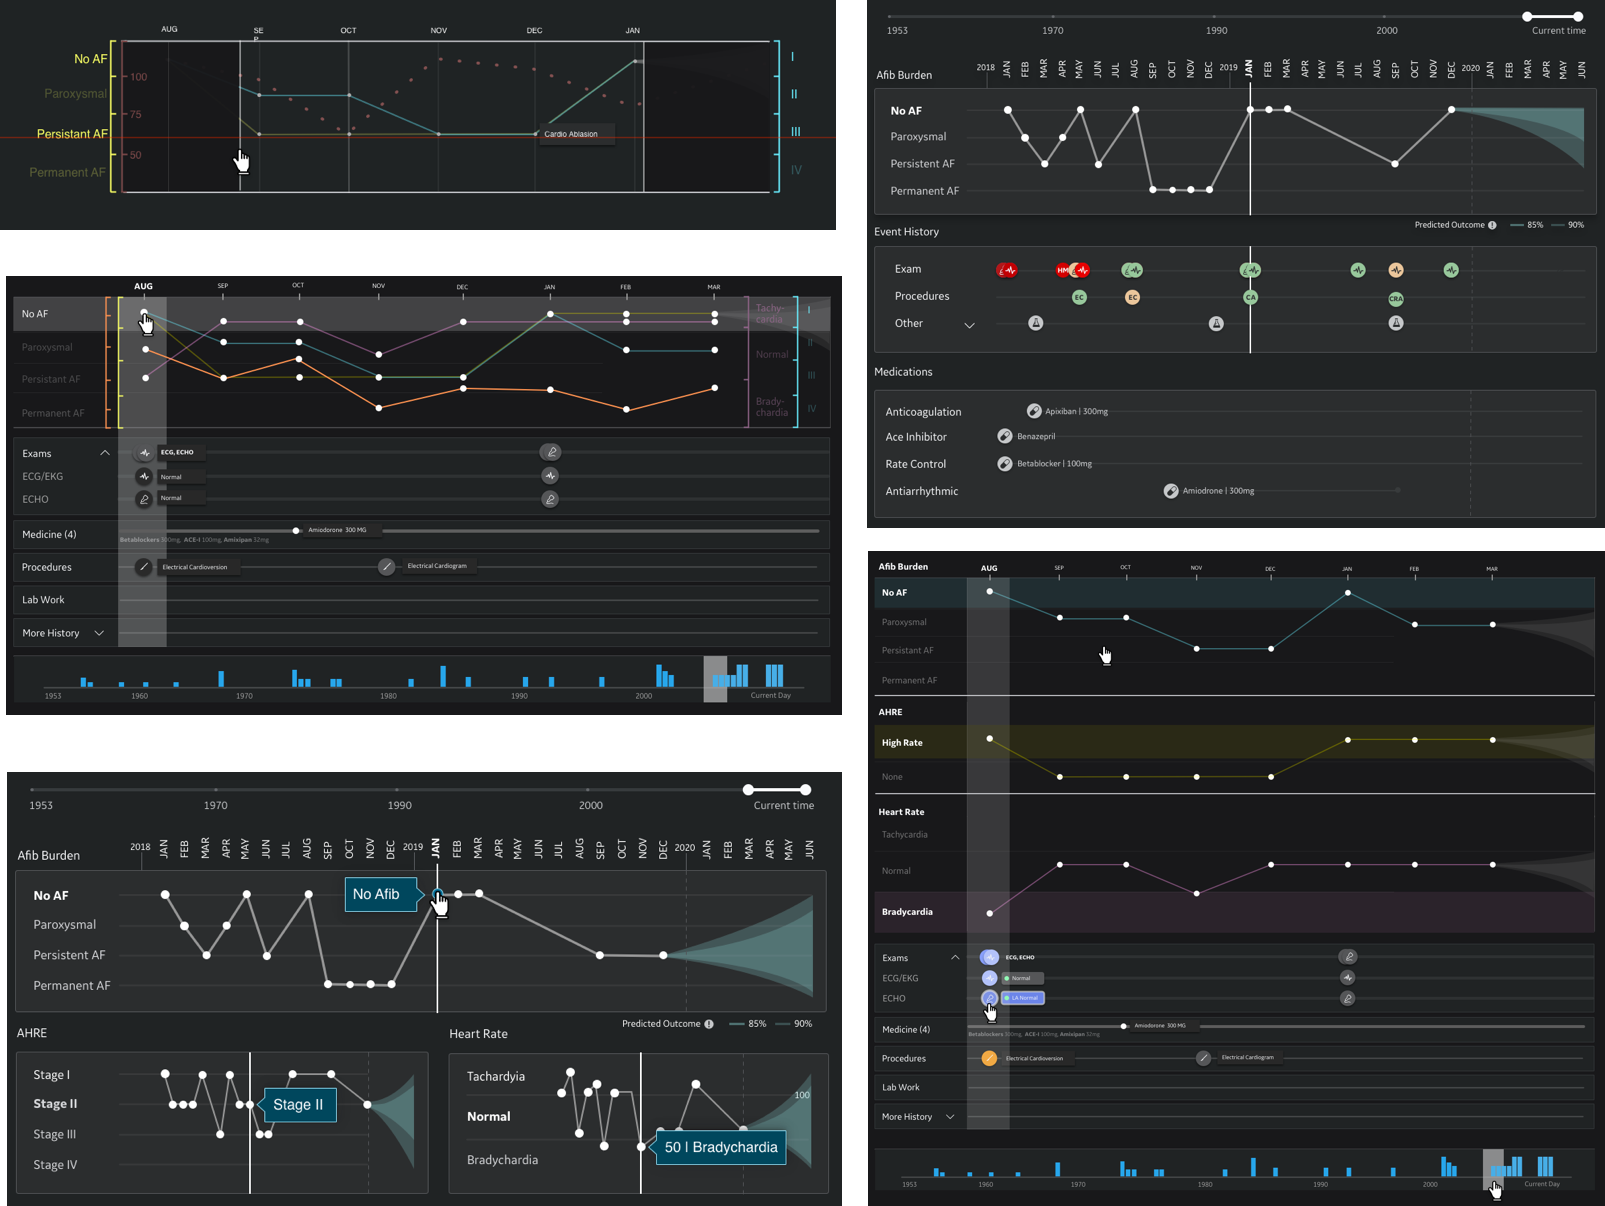 AUG SE P OCT NOV DEC JAN
No AF
100
I
Paroxysmal
II
75
Persistant AF
Cardio Ablasion
III
50
Permanent AF
IV
AUG SEP OCT NOV DEC JAN FEB MAR
No AF
Tachy-
cardia
I
Paroxysmal
Normal
II
Persistant AF
III
Permanent AF
Brady-
chardia
IV
Exams
ECG, ECHO
ECG/EKG
Normal
ECHO
Normal
Medicine (4)
Amiodorone 300 MG
Betablockers 300mg, ACE-I 100mg, Amixipan 32mg
Procedures
Electrical Cardioversion
Electrical Cardiogram
Lab Work
More History
1953 1960 1970 1980 1990 2000 Current Day
1953 1970 1990 2000 Current time
Afib Burden
2018 JAN FEB MAR APR MAY JUN JUL AUG SEP OCT NOV DEC 2019 JAN FEB MAR APR MAY JUN JUL AUG SEP OCT NOV DEC 2020 JAN FEB MAR APR MAY JUN
No AF
No Afib
Paroxysmal
Persistent AF
Permanent AF
Predicted Outcome ! 85% 90%
AHRE
Stage I
Stage II
Stage II
Stage III
Stage IV
Heart Rate
Tachardyia
100
Normal
50 | Bradychardia
Bradychardia
1953 1970 1990 2000 Current time
Afib Burden
2018 JAN FEB MAR APR MAY JUN JUL AUG SEP OCT NOV DEC 2019 JAN FEB MAR APR MAY JUN JUL AUG SEP OCT NOV DEC 2020 JAN FEB MAR APR MAY JUN
No AF
Paroxysmal
Persistent AF
Permanent AF
Predicted Outcome ! 85% 90%
Event History
Exam
HM
Procedures
EC EC CA CRA
Other
Medications
Anticoagulation
Apixiban | 300mg
Ace Inhibitor
Benazepril
Rate Control
Betablocker | 100mg
Antiarrhythmic
Amiodrone | 300mg
Afib Burden
AUG SEP OCT NOV DEC JAN FEB MAR
No AF
Paroxysmal
Persistant AF
Permanent AF
AHRE
High Rate
None
Heart Rate
Tachycardia
Normal
Bradycardia
Exams
ECG, ECHO
ECG/EKG
Normal
ECHO
LA Normal
Medicine (4)
Amiodorone 300 MG
Betablockers 300mg, ACE-I 100mg, Amixipan 32mg
Procedures
Electrical Cardioversion
Electrical Cardiogram
Lab Work
More History
1953 1960 1970 1980 1990 2000 Current Day